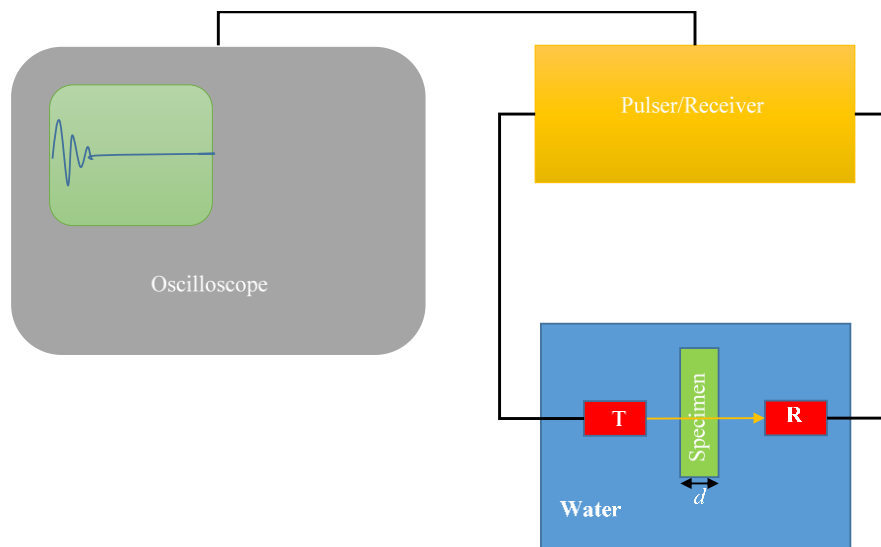 Pulser/Receiver
Oscilloscope
T
Specimen
R
d
Water